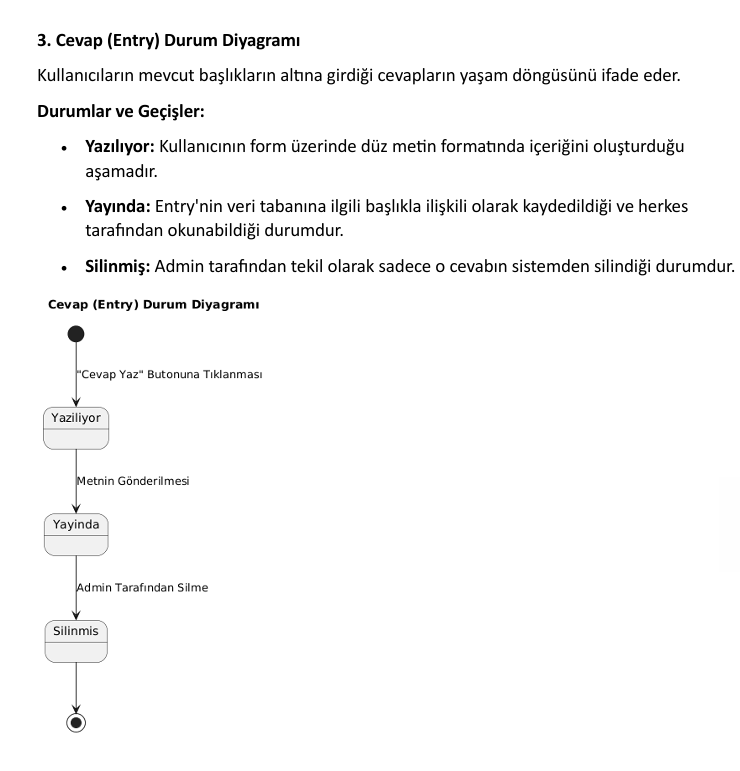 3. Cevap (Entry) Durum Diyagramı
Kullanıcıların mevcut başlıkların altına girdiği cevapların yaşam döngüsünü ifade eder.
Durumlar ve Geçişler:
• Yazılıyor: Kullanıcının form üzerinde düz metin formatında içeriğini oluşturduğu
aşamadır.
• Yayında: Entry'nin veri tabanına ilgili başlıkla ilişkili olarak kaydedildiği ve herkes
tarafından okunabildiği durumdur.
• Silinmiş: Admin tarafından tekil olarak sadece o cevabın sistemden silindiği durumdur.
Cevap (Entry) Durum Diyagramı
"Cevap Yaz" Butonuna Tıklanması
Yaziliyor
Metnin Gönderilmesi
Yayinda
Admin Tarafından Silme
Silinmis